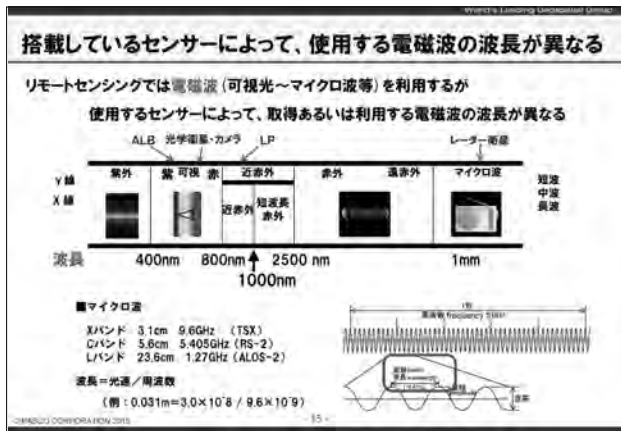 World's Leading Geospatial Group
搭載しているセンサーによって、使用する電磁波の波長が異なる
リモートセンシングでは電磁波(可視光～マイクロ波等)を利用するが
使用するセンサーによって、取得あるいは利用する電磁波の波長が異なる
ALB 光学衛星・カメラ LP レーダー衛星
γ線
X線
紫外 紫 可視 赤 近赤外 赤外 遠赤外 マイクロ波
近赤外 短波長赤外
短波
中波
長波
波長 400nm 800nm 2500 nm 1mm
1000nm
■マイクロ波
Xバンド 3.1cm 9.6GHz (TSX)
Cバンド 5.6cm 5.405GHz (RS-2)
Lバンド 23.6cm 1.27GHz (ALOS-2)
波長=光速/周波数
(例:0.031m=3.0×10^8 / 9.6×10^9)
周波数 frequency
波長
- 15 -